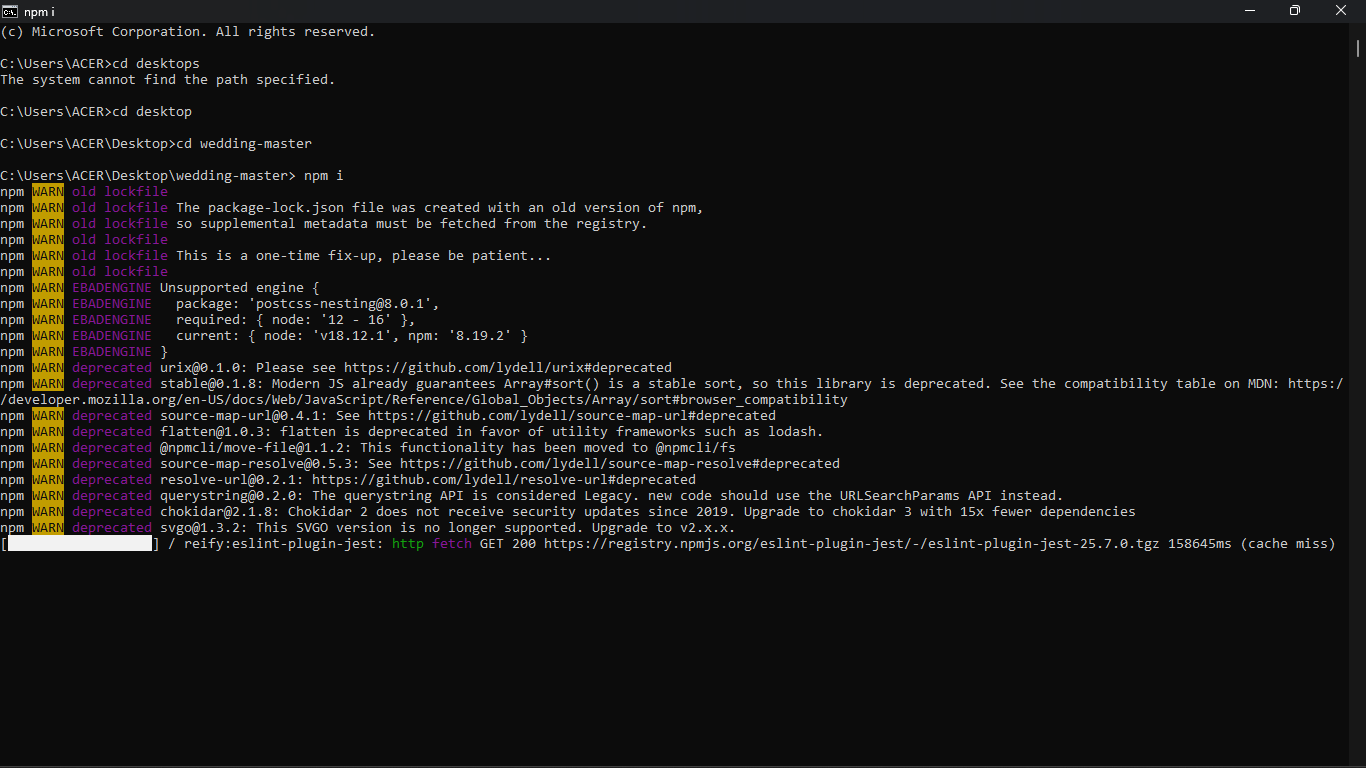 npm i
(c) Microsoft Corporation. All rights reserved.
C:\Users\ACER>cd desktops
The system cannot find the path specified.
C:\Users\ACER>cd desktop
C:\Users\ACER\Desktop>cd wedding-master
C:\Users\ACER\Desktop\wedding-master> npm i
npm WARN old lockfile
npm WARN old lockfile The package-lock.json file was created with an old version of npm,
npm WARN old lockfile so supplemental metadata must be fetched from the registry.
npm WARN old lockfile
npm WARN old lockfile This is a one-time fix-up, please be patient...
npm WARN old lockfile
npm WARN EBADENGINE Unsupported engine {
npm WARN EBADENGINE   package: 'postcss-nesting@8.0.1',
npm WARN EBADENGINE   required: { node: '12 - 16' },
npm WARN EBADENGINE   current: { node: 'v18.12.1', npm: '8.19.2' }
npm WARN EBADENGINE }
npm WARN deprecated urix@0.1.0: Please see https://github.com/lydell/urix#deprecated
npm WARN deprecated stable@0.1.8: Modern JS already guarantees Array#sort() is a stable sort, so this library is deprecated. See the compatibility table on MDN: https:/
/developer.mozilla.org/en-US/docs/Web/JavaScript/Reference/Global_Objects/Array/sort#browser_compatibility
npm WARN deprecated source-map-url@0.4.1: See https://github.com/lydell/source-map-url#deprecated
npm WARN deprecated flatten@1.0.3: flatten is deprecated in favor of utility frameworks such as lodash.
npm WARN deprecated @npmcli/move-file@1.1.2: This functionality has been moved to @npmcli/fs
npm WARN deprecated source-map-resolve@0.5.3: See https://github.com/lydell/source-map-resolve#deprecated
npm WARN deprecated resolve-url@0.2.1: https://github.com/lydell/resolve-url#deprecated
npm WARN deprecated querystring@0.2.0: The querystring API is considered Legacy. new code should use the URLSearchParams API instead.
npm WARN deprecated chokidar@2.1.8: Chokidar 2 does not receive security updates since 2019. Upgrade to chokidar 3 with 15x fewer dependencies
npm WARN deprecated svgo@1.3.2: This SVGO version is no longer supported. Upgrade to v2.x.x.
[                  ] / reify:eslint-plugin-jest: http fetch GET 200 https://registry.npmjs.org/eslint-plugin-jest/-/eslint-plugin-jest-25.7.0.tgz 158645ms (cache miss)